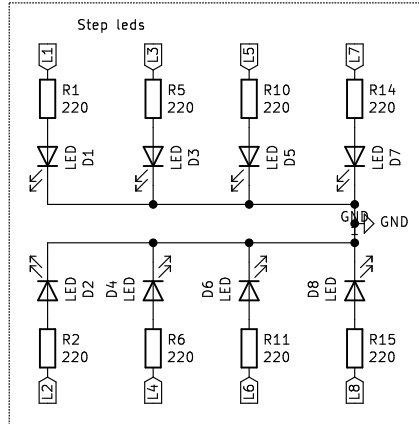 Step leds
L1
L3
L5
L7
R1
220
R5
220
R10
220
R14
220
LED
D1
LED
D3
LED
D5
LED
D7
GND
GND
LED
D2
D4
LED
D6
LED
D8
LED
R2
220
R6
220
R11
220
R15
220
L2
L4
L6
L8